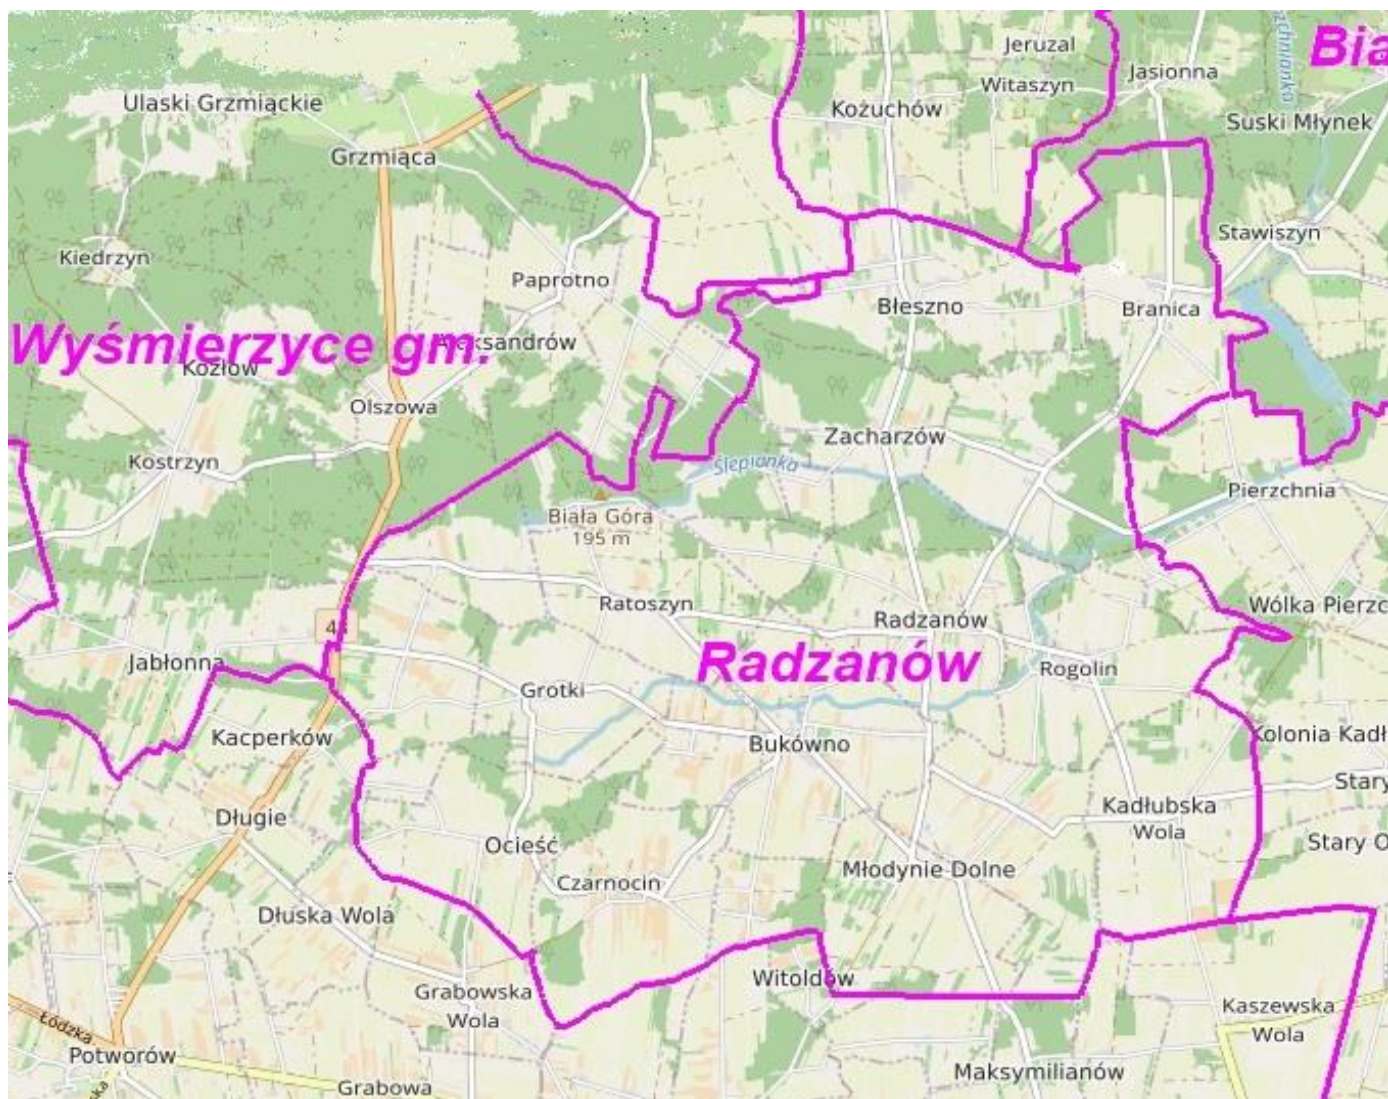 Jeruzal
Bia
Witaszyn
Jasionna
Ulaski Grzmiąckie
Kożuchów
Suski Młynek
Grzmiąca
Stawiszyn
Kiedrzyn
Paprotno
Błeszno
Branica
Wyśmierzyce gm.
Aleksandrów
Kozłów
Olszowa
Zacharzów
Kostrzyn
Ślepianka
Pierzchnia
Biała Góra
195 m
Ratoszyn
Wólka Pierzc
Radzanów
Jabłonna
Radzanów
Rogolin
Grotki
Kacperków
Bukówno
Kolonia Kadł
Stary
Długie
Kadłubska
Wola
Ocieść
Stary O
Młodynie Dolne
Czarnocin
Dłuska Wola
Witoldów
Grabowska
Wola
Kaszewska
Wola
Łódzka
Potworów
Maksymilianów
Grabowa
ska